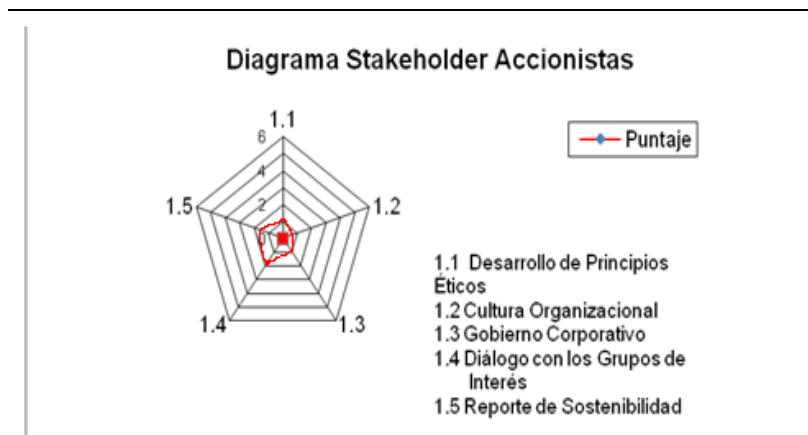 Diagrama Stakeholder Accionistas
1.1
6
4
2
0
1.2
1.3
1.4
1.5
Puntaje
1.1 Desarrollo de Principios
Éticos
1.2 Cultura Organizacional
1.3 Gobierno Corporativo
1.4 Diálogo con los Grupos de
Interés
1.5 Reporte de Sostenibilidad